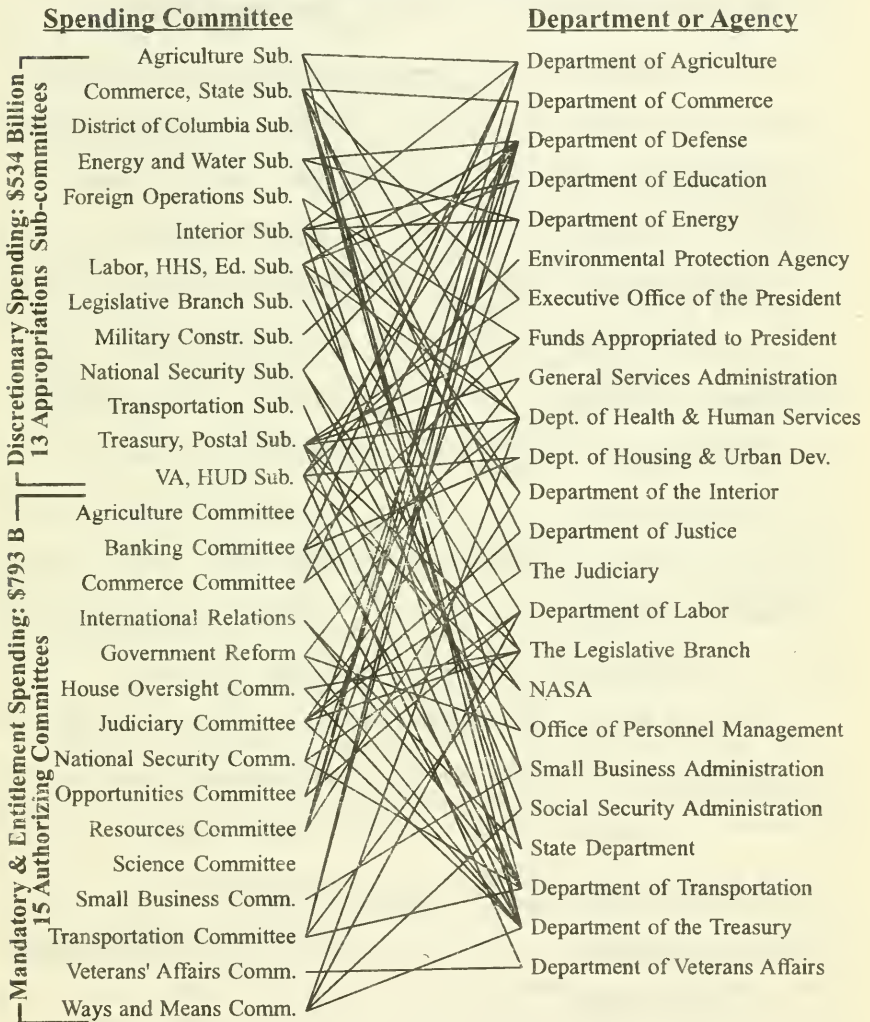 Spending Committee
Agriculture Sub.
Commerce, State Sub.
District of Columbia Sub.
Energy and Water Sub.
Foreign Operations Sub.
Interior Sub.
Labor, HHS, Ed. Sub.
Legislative Branch Sub.
Military Constr. Sub.
National Security Sub.
Transportation Sub.
Treasury, Postal Sub.
VA, HUD Sub.
Agriculture Committee
Banking Committee
Commerce Committee
International Relations
Government Reform
House Oversight Comm.
Judiciary Committee
National Security Comm.
Opportunities Committee
Resources Committee
Science Committee
Small Business Comm.
Transportation Committee
Veterans' Affairs Comm.
Ways and Means Comm.
Discretionary Spending: $534 Billion
13 Appropriations Sub-committees
Mandatory & Entitlement Spending: $793 B
15 Authorizing Committees
Department or Agency
Department of Agriculture
Department of Commerce
Department of Defense
Department of Education
Department of Energy
Environmental Protection Agency
Executive Office of the President
Funds Appropriated to President
General Services Administration
Dept. of Health & Human Services
Dept. of Housing & Urban Dev.
Department of the Interior
Department of Justice
The Judiciary
Department of Labor
The Legislative Branch
NASA
Office of Personnel Management
Small Business Administration
Social Security Administration
State Department
Department of Transportation
Department of the Treasury
Department of Veterans Affairs